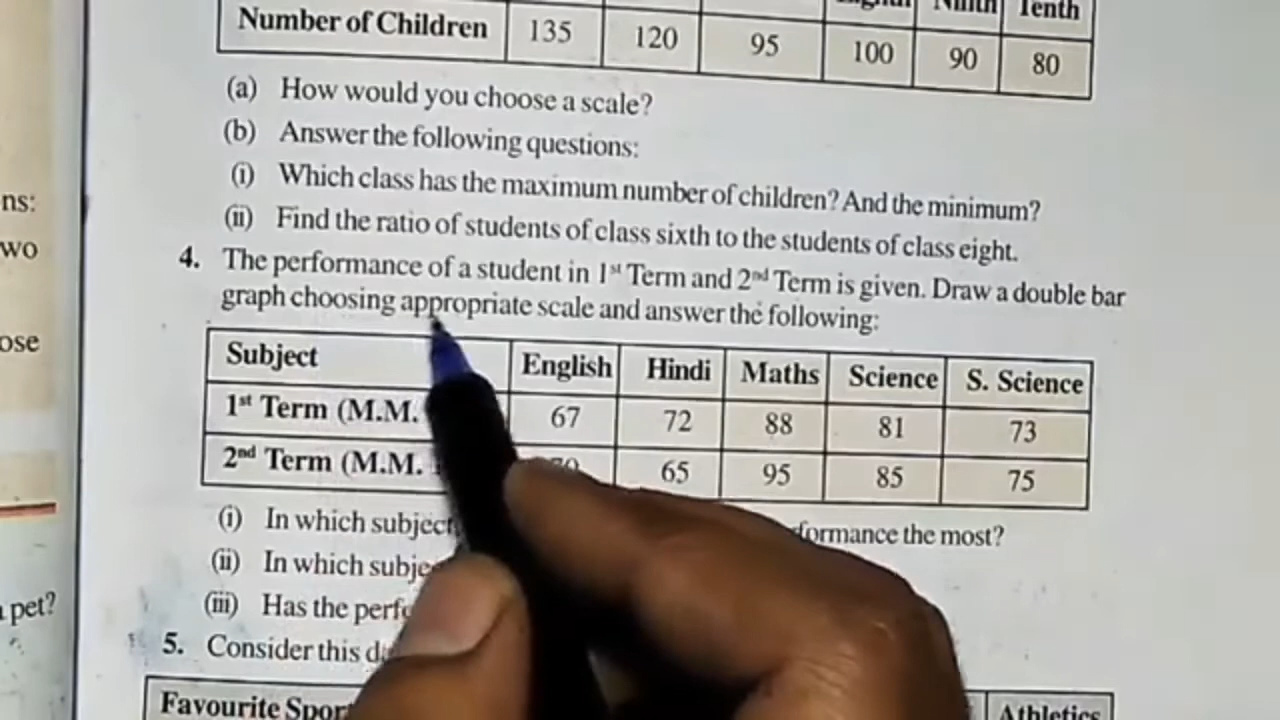 Ninth Tenth
Number of Children 135 120 95 100 90 80
(a) How would you choose a scale?
(b) Answer the following questions:
(i) Which class has the maximum number of children? And the minimum?
(ii) Find the ratio of students of class sixth to the students of class eight.
4. The performance of a student in 1st Term and 2nd Term is given. Draw a double bar
graph choosing appropriate scale and answer the following:
Subject English Hindi Maths Science S. Science
1st Term (M.M. 67 72 88 81 73
2nd Term (M.M. 65 95 85 75
(i) In which subject formance the most?
(ii) In which
(iii) Has the
5. Consider this
Favourite Athletics
ns:
wo
ose
pet?